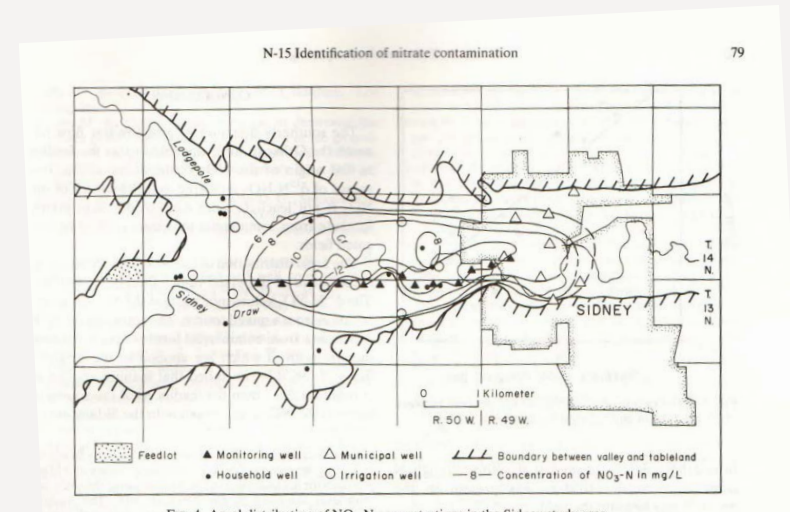 N-15 Identification of nitrate contamination 79
Lodgepole
Cr
6
8
10
12
8
T.
14
N.
T.
13
N.
Sidney
Draw
SIDNEY
0 1 Kilometer
R. 50 W. R. 49 W.
Feedlot Monitoring well Municipal well Boundary between valley and tableland
Household well Irrigation well —8— Concentration of NO₃-N in mg/L